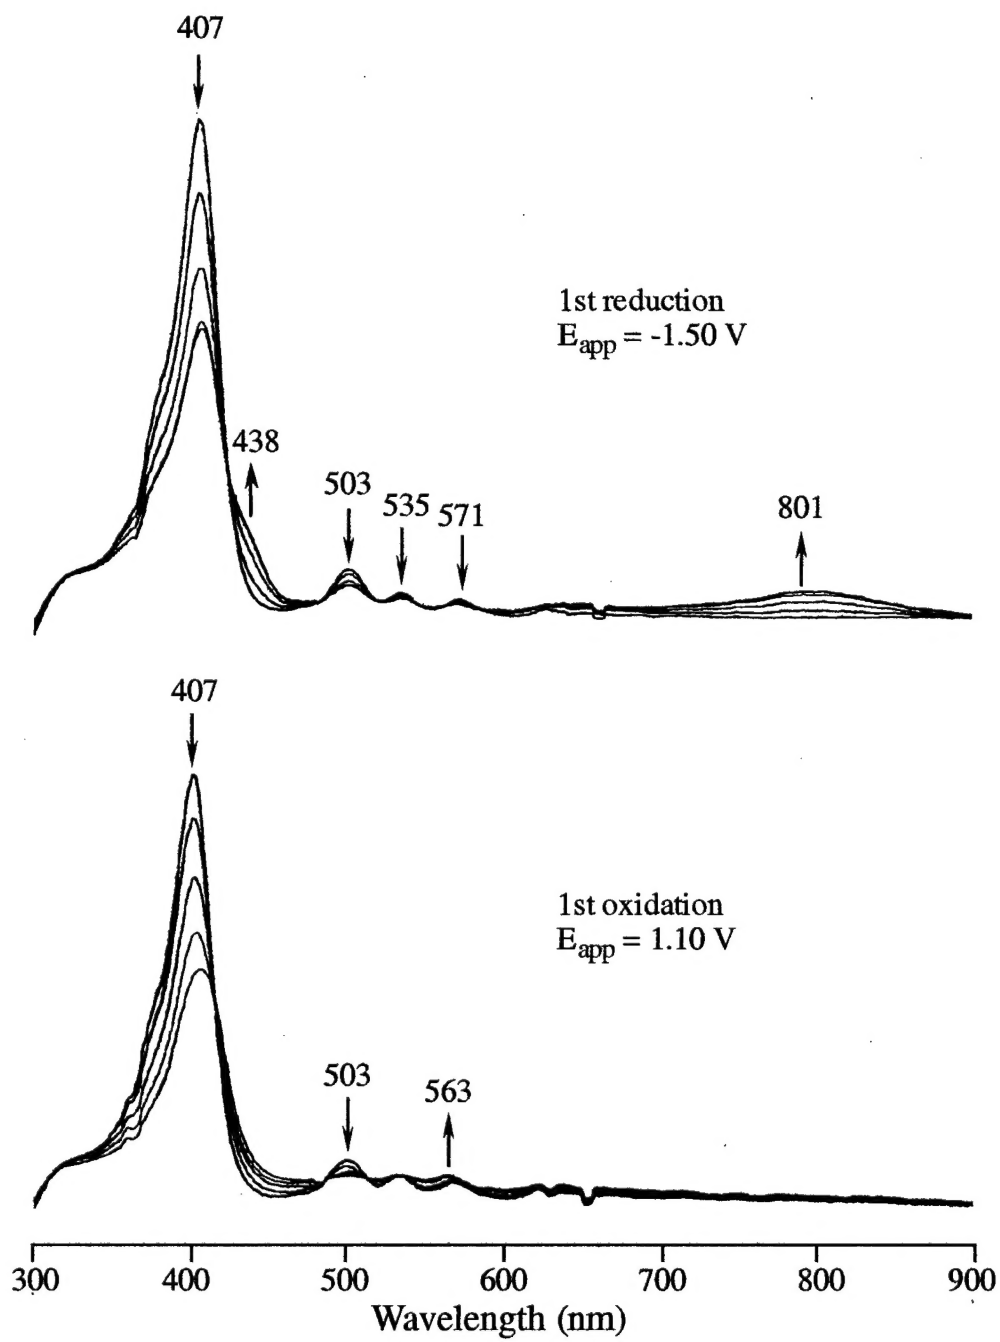 407
1st reduction
E_app = -1.50 V
438
503
535
571
801
407
1st oxidation
E_app = 1.10 V
503
563
300 400 500 600 700 800 900
Wavelength (nm)